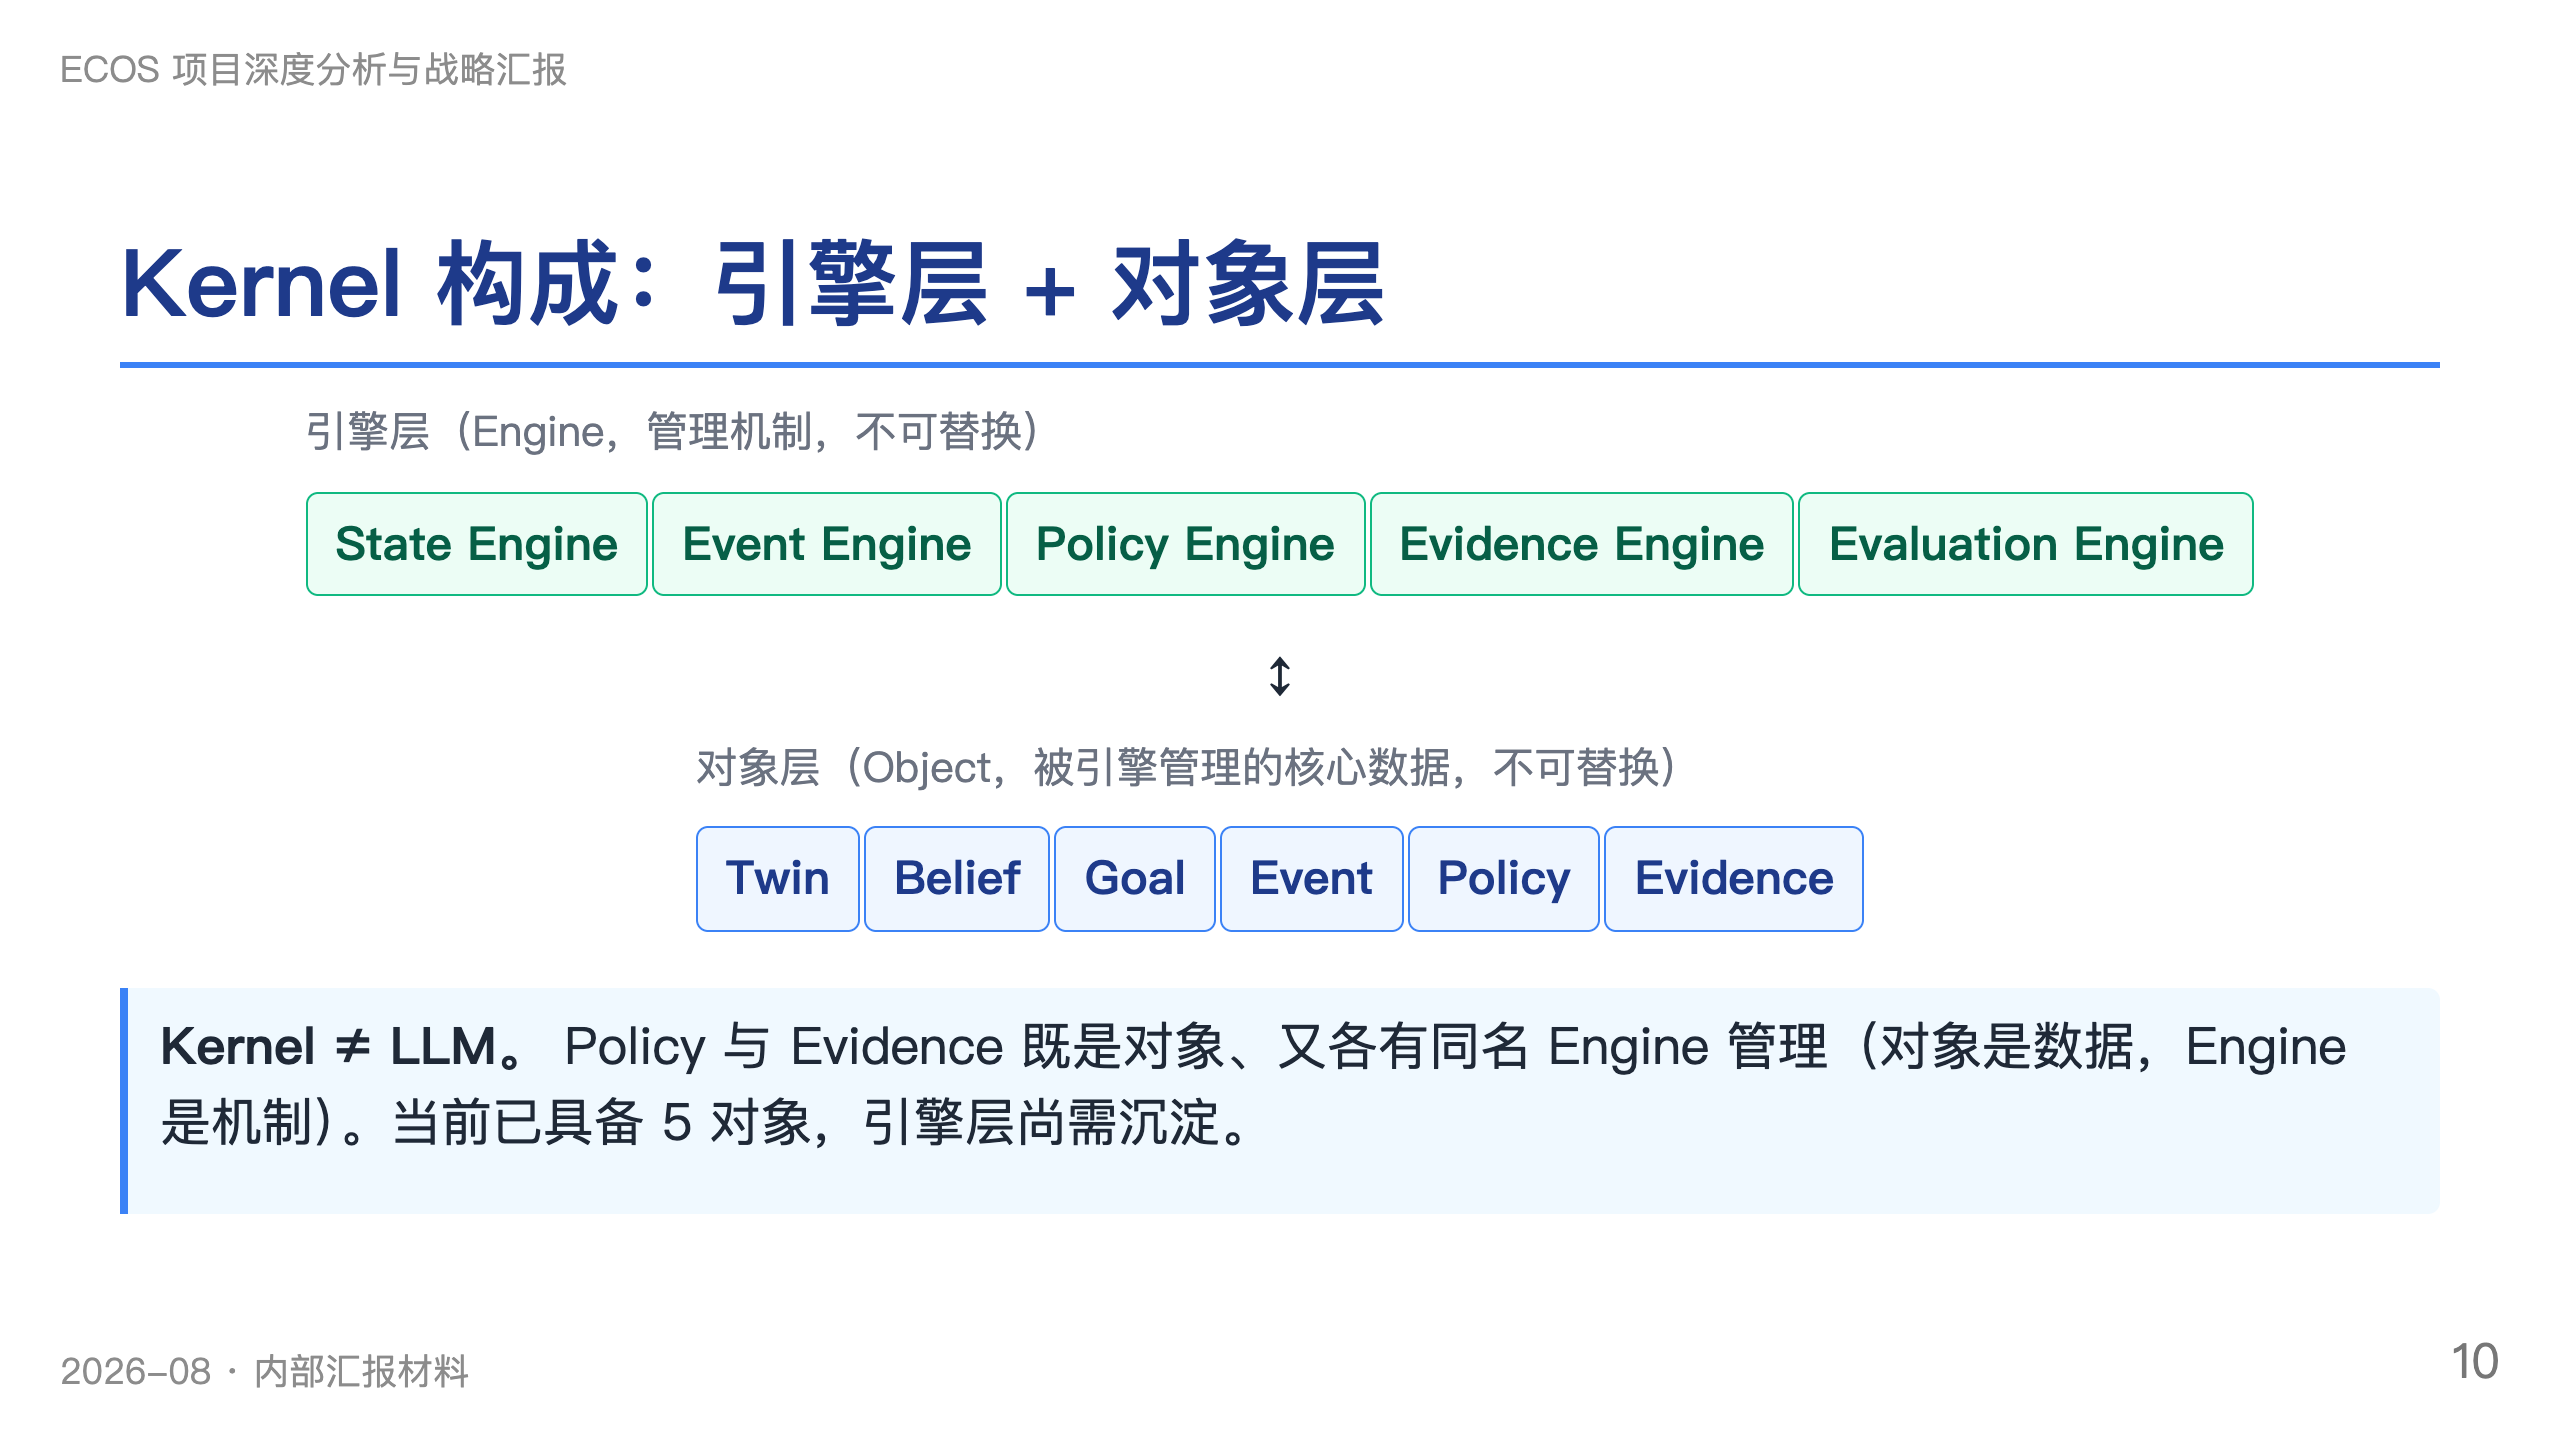 ECOS 项目深度分析与战略汇报
Kernel 构成：引擎层 + 对象层
引擎层（Engine，管理机制，不可替换）
State Engine Event Engine Policy Engine Evidence Engine Evaluation Engine
↕
对象层（Object，被引擎管理的核心数据，不可替换）
Twin Belief Goal Event Policy Evidence
Kernel ≠ LLM。 Policy 与 Evidence 既是对象、又各有同名 Engine 管理（对象是数据，Engine
是机制）。当前已具备 5 对象，引擎层尚需沉淀。
2026-08 · 内部汇报材料
10